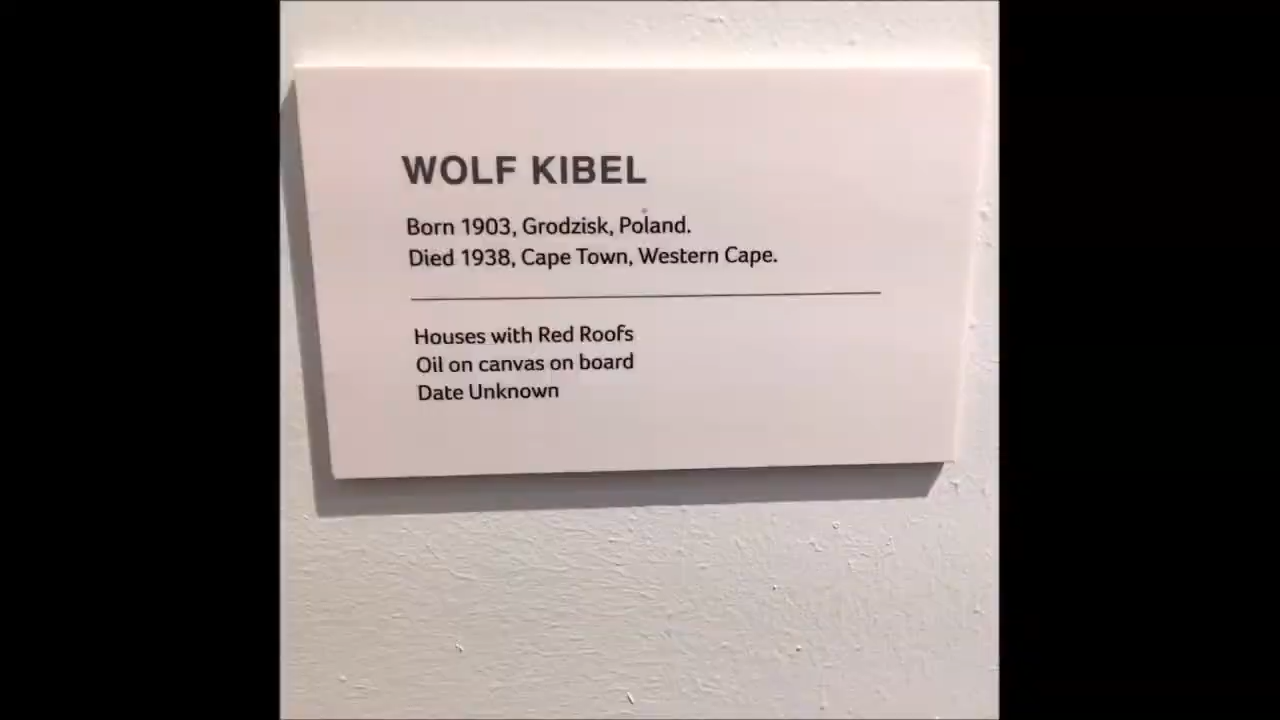 WOLF KIBEL
Born 1903, Grodzisk, Poland.
Died 1938, Cape Town, Western Cape.
Houses with Red Roofs
Oil on canvas on board
Date Unknown